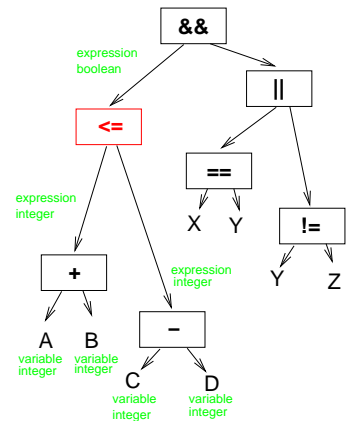 &&
expression
boolean
||
<=
==
X Y
!=
expression
integer
Y Z
+
expression
integer
A B
variable variable
integer integer
−
C D
variable variable
integer integer